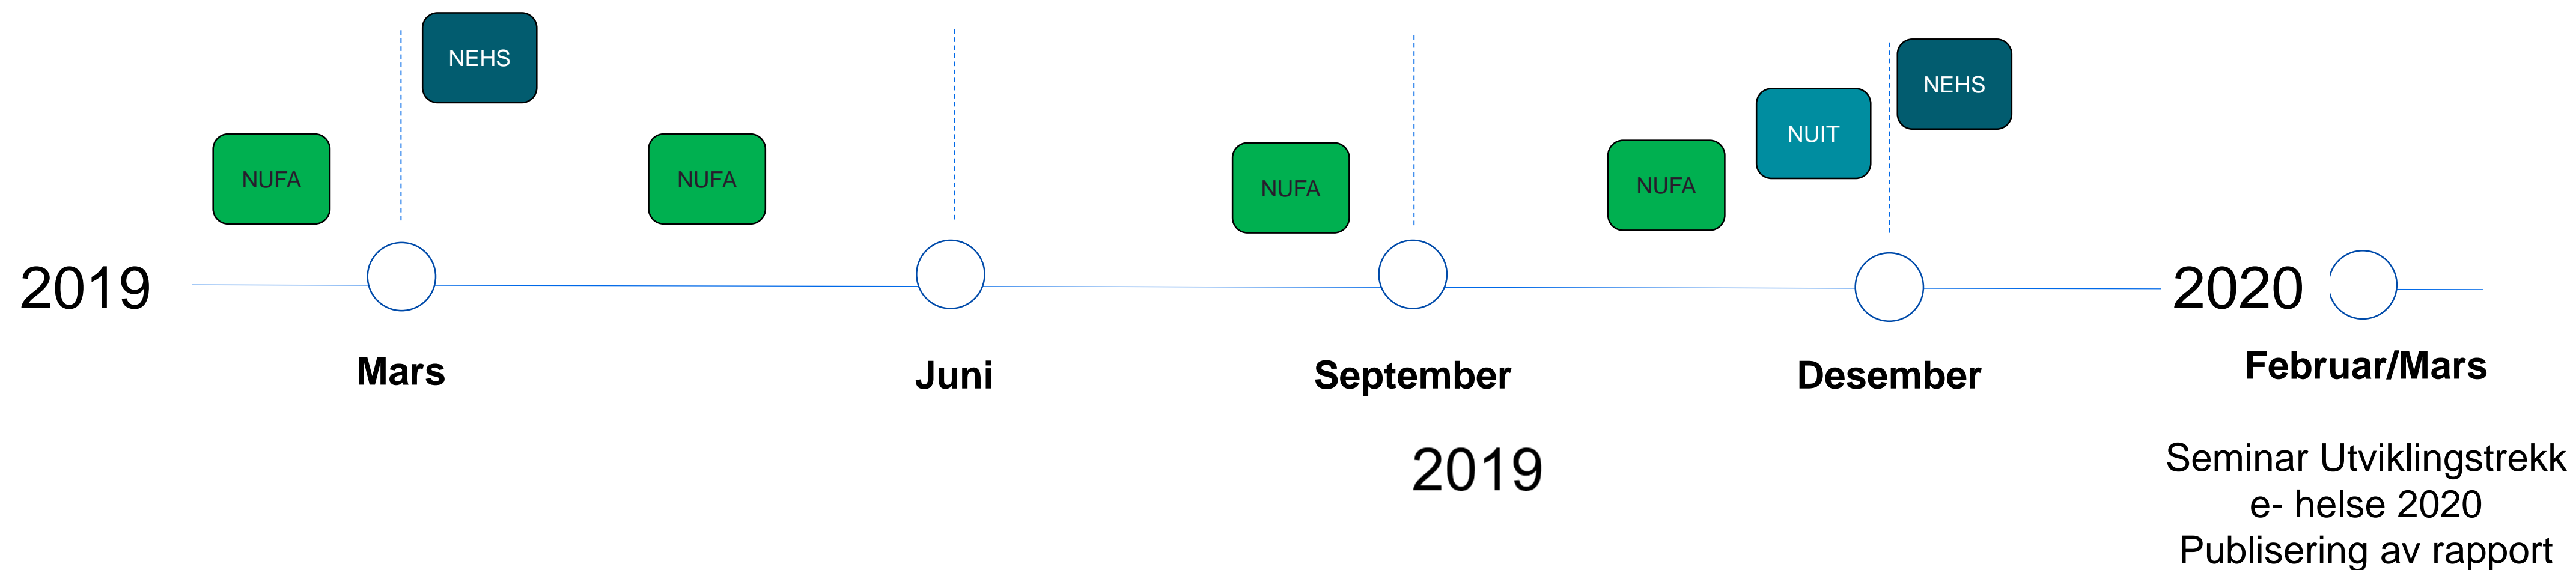 NEHS
NEHS
NUIT
NUFA
NUFA
NUFA
NUFA
2019
2020
Mars
Juni
September
Desember
Februar/Mars
2019
Seminar Utviklingstrekk
e- helse 2020
Publisering av rapport